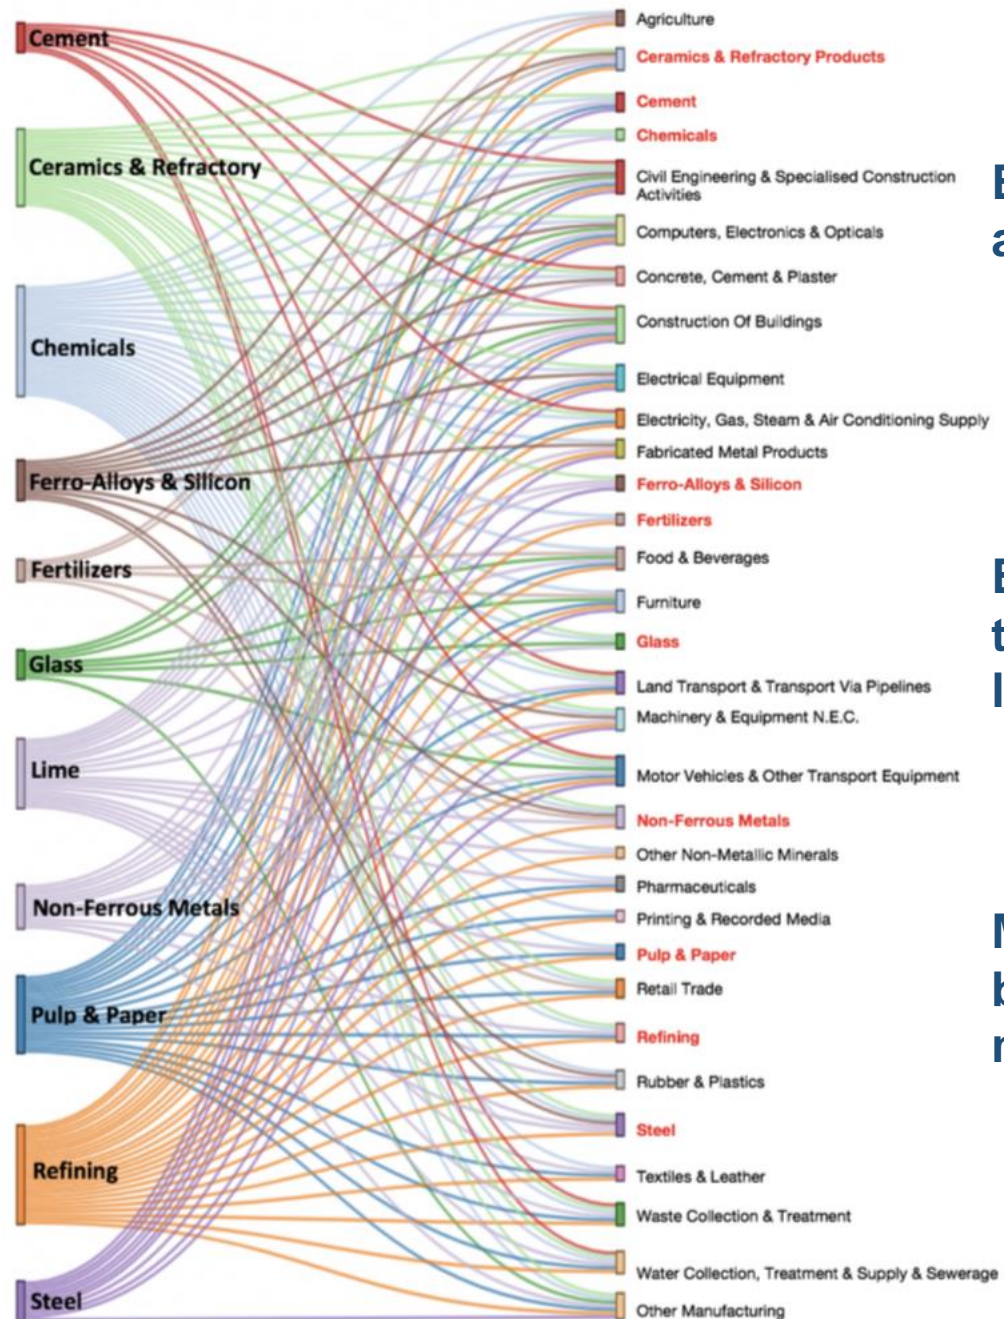 Cement
Ceramics & Refractory
Chemicals
Ferro-Alloys & Silicon
Fertilizers
Glass
Lime
Non-Ferrous Metals
Pulp & Paper
Refining
Steel
Agriculture
Ceramics & Refractory Products
Cement
Chemicals
Civil Engineering & Specialised Construction
Activities
Computers, Electronics & Opticals
Concrete, Cement & Plaster
Construction Of Buildings
Electrical Equipment
Electricity, Gas, Steam & Air Conditioning Supply
Fabricated Metal Products
Ferro-Alloys & Silicon
Fertilizers
Food & Beverages
Furniture
Glass
Land Transport & Transport Via Pipelines
Machinery & Equipment N.E.C.
Motor Vehicles & Other Transport Equipment
Non-Ferrous Metals
Other Non-Metallic Minerals
Pharmaceuticals
Printing & Recorded Media
Pulp & Paper
Retail Trade
Refining
Rubber & Plastics
Steel
Textiles & Leather
Waste Collection & Treatment
Water Collection, Treatment & Supply & Sewerage
Other Manufacturing